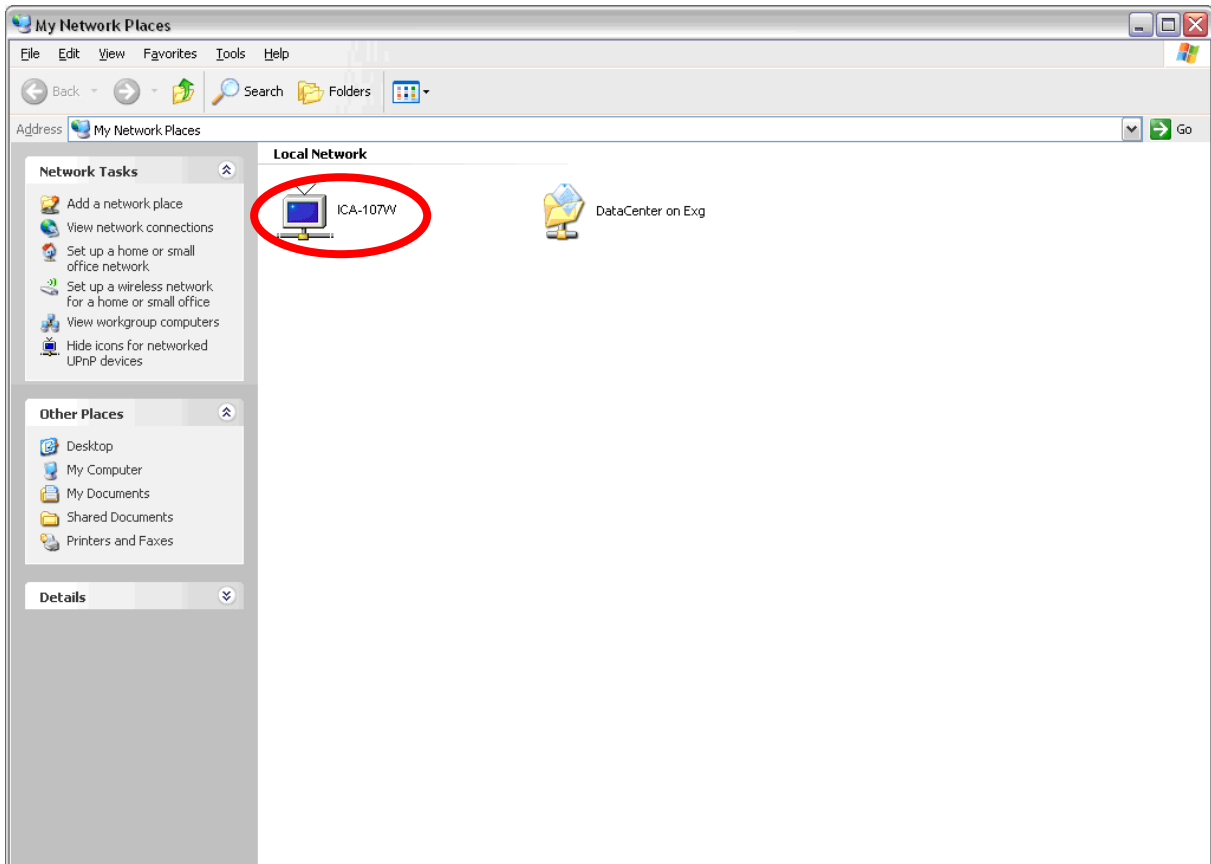 My Network Places
File Edit View Favorites Tools Help
Back Search Folders
Address My Network Places Go
Local Network
Network Tasks
Add a network place
View network connections
Set up a home or small
office network
Set up a wireless network
for a home or small office
View workgroup computers
Hide icons for networked
UPnP devices
ICA-107W
DataCenter on Exg
Other Places
Desktop
My Computer
My Documents
Shared Documents
Printers and Faxes
Details